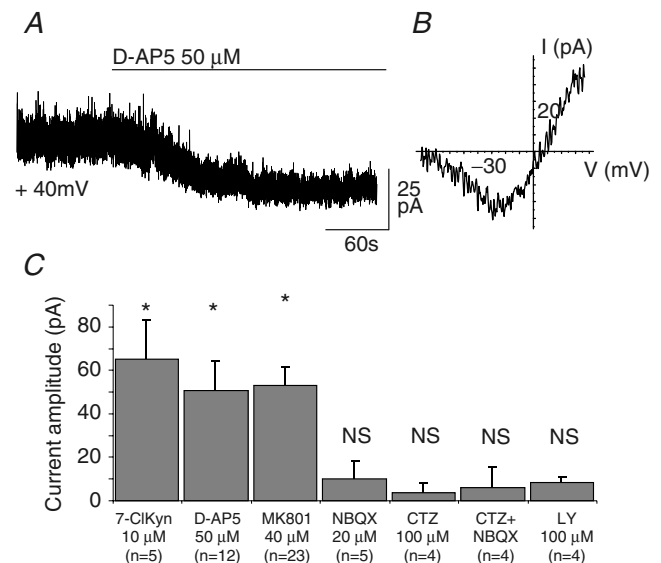 A
B
D-AP5 50 μM
I (pA)
20
-30
V (mV)
+ 40mV
25
pA
60s
C
Current amplitude (pA)
80
60
40
20
0
*
*
*
NS
NS
NS
NS
7-ClKyn
10 μM
(n=5)
D-AP5
50 μM
(n=12)
MK801
40 μM
(n=23)
NBQX
20 μM
(n=5)
CTZ
100 μM
(n=4)
CTZ+
NBQX
(n=4)
LY
100 μM
(n=4)